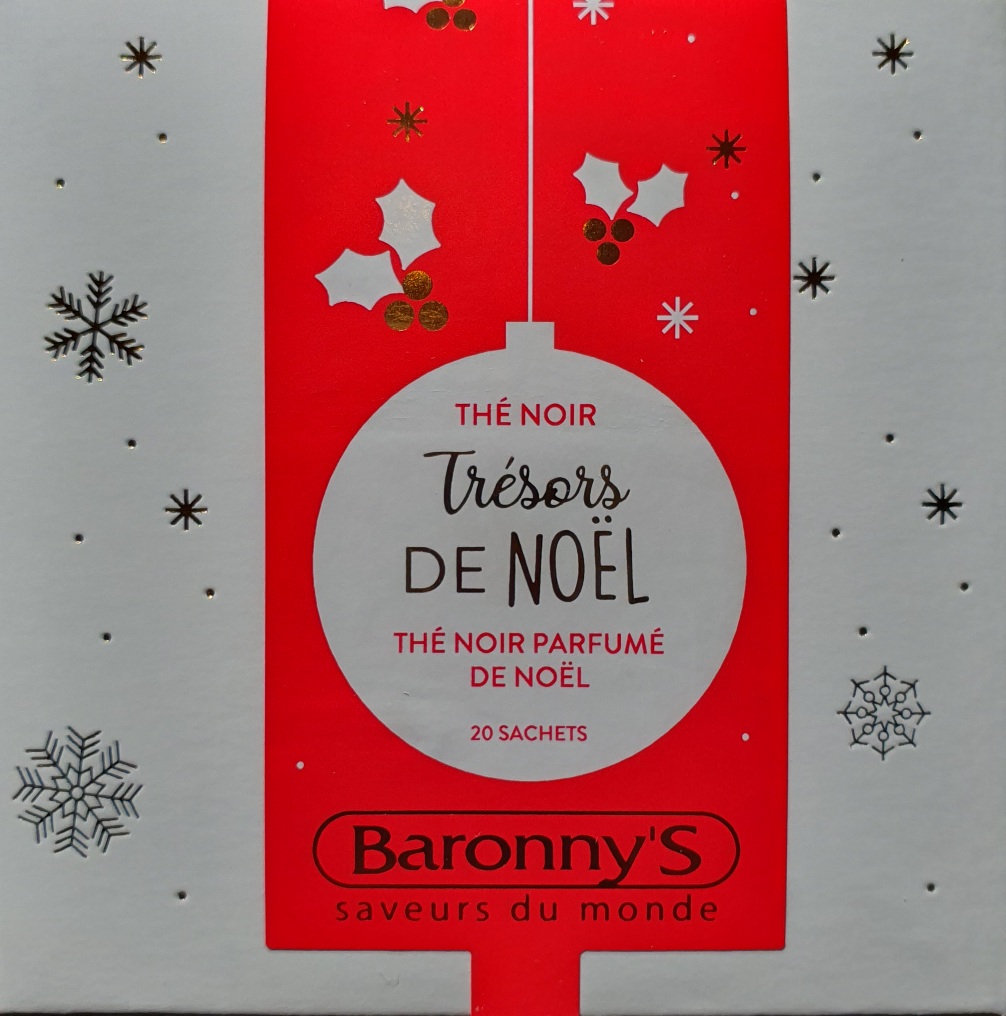 THÉ NOIR
Trésors
DE NOËL
THÉ NOIR PARFUMÉ
DE NOËL
20 SACHETS
Baronny'S
saveurs du monde